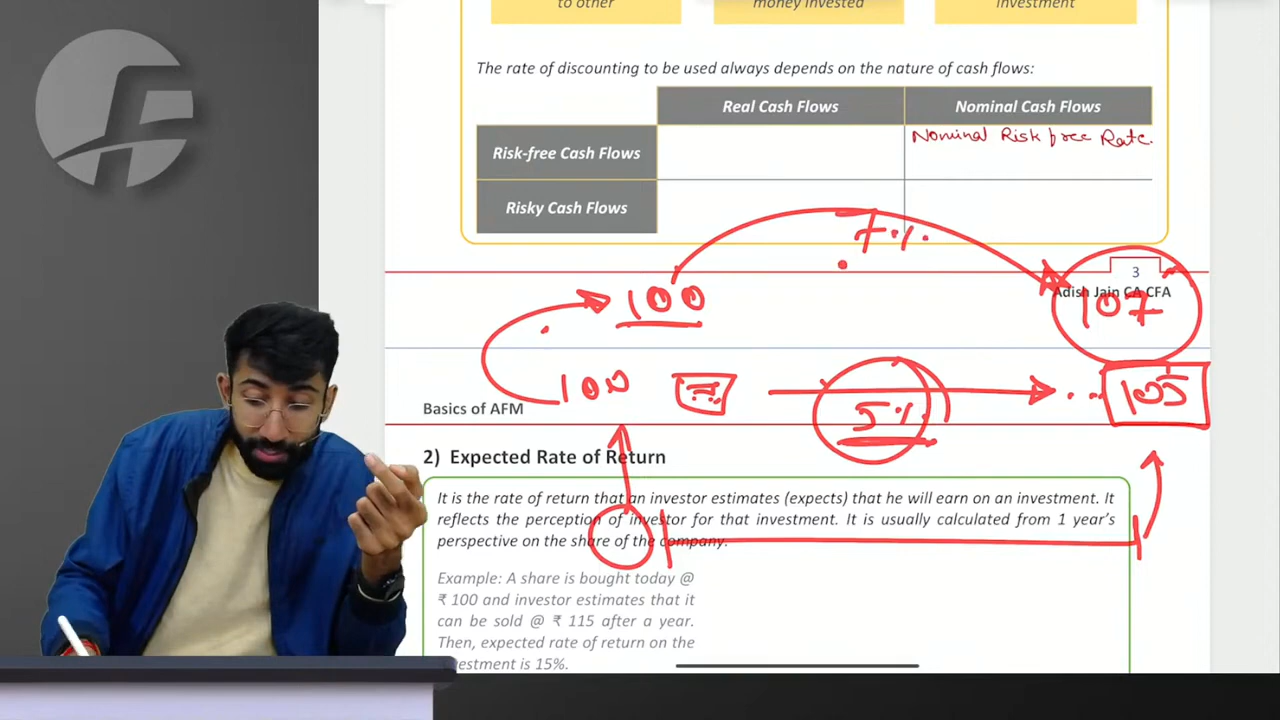 to other
money invested
investment
The rate of discounting to be used always depends on the nature of cash flows:
Real Cash Flows
Nominal Cash Flows
Risk-free Cash Flows
Nominal Risk free Rate.
Risky Cash Flows
7%
3
Adish Jain CA CFA
100
107
100
5%
105
Basics of AFM
2) Expected Rate of Return
It is the rate of return that an investor estimates (expects) that he will earn on an investment. It
reflects the perception of investor for that investment. It is usually calculated from 1 year's
perspective on the share of the company.
Example: A share is bought today @
₹ 100 and investor estimates that it
can be sold @ ₹ 115 after a year.
Then, expected rate of return on the
investment is 15%.